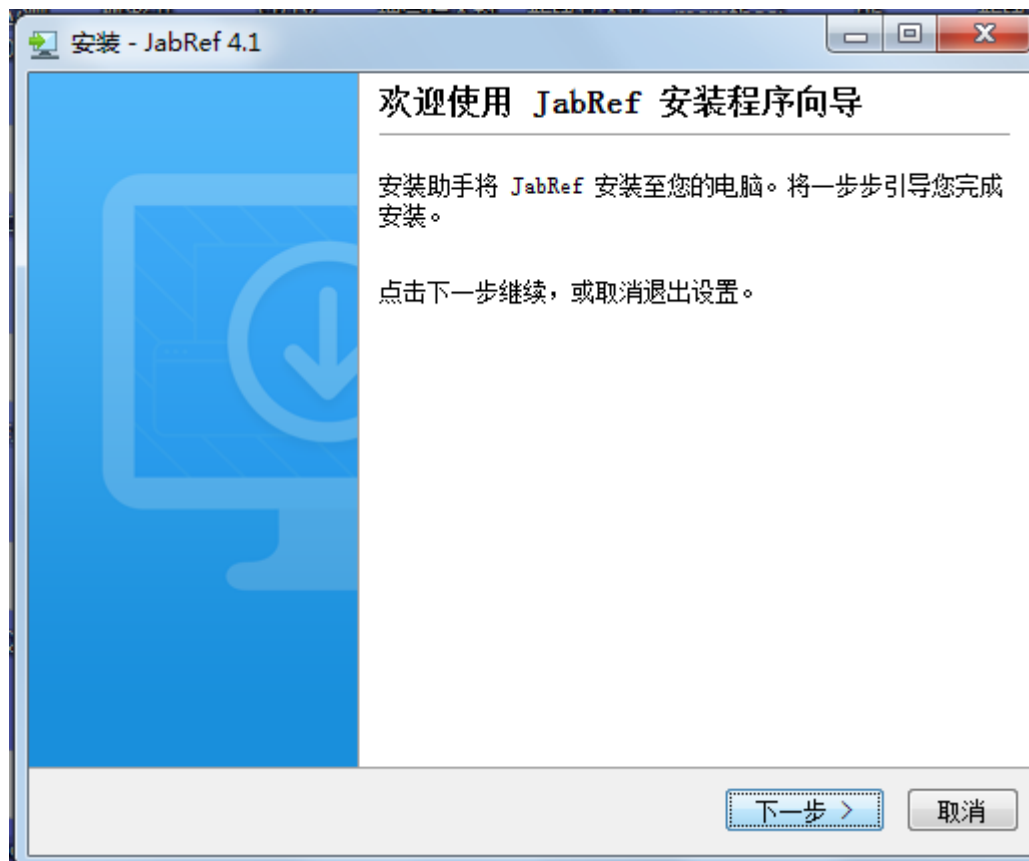 安装 - JabRef 4.1
欢迎使用 JabRef 安装程序向导
安装助手将 JabRef 安装至您的电脑。将一步步引导您完成
安装。
点击下一步继续，或取消退出设置。
下一步 >
取消